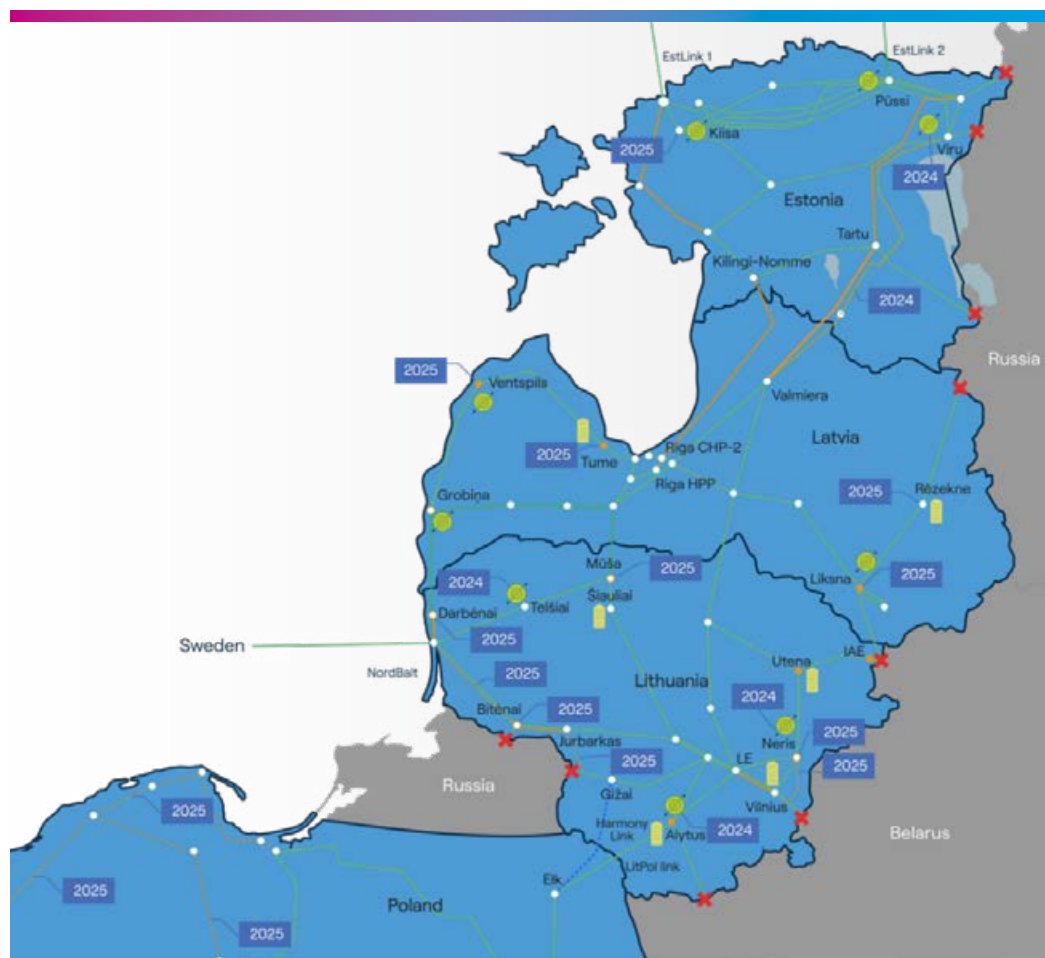 EstLink 1
EstLink 2
Püssi
Kiisa
2025
Viru
2024
Estonia
Tartu
Kilingi-Nomme
2024
Russia
2025
Ventspils
Valmiera
Latvia
Riga CHP-2
2025
Tume
Riga HPP
2025
Rēzekne
Grobiņa
Mūša
2025
2024
Telšiai
Šiauliai
Liksna
2025
Darbėnai
2025
Sweden
NordBalt
IAE
Utena
Lithuania
2025
2024
Bitėnai
2025
Jurbarkas
Neris
2025
LE
2025
2025
Russia
Gižai
Vilnius
2025
Harmony
Link
Alytus
2024
Belarus
LitPol link
Ełk
2025
Poland
2025